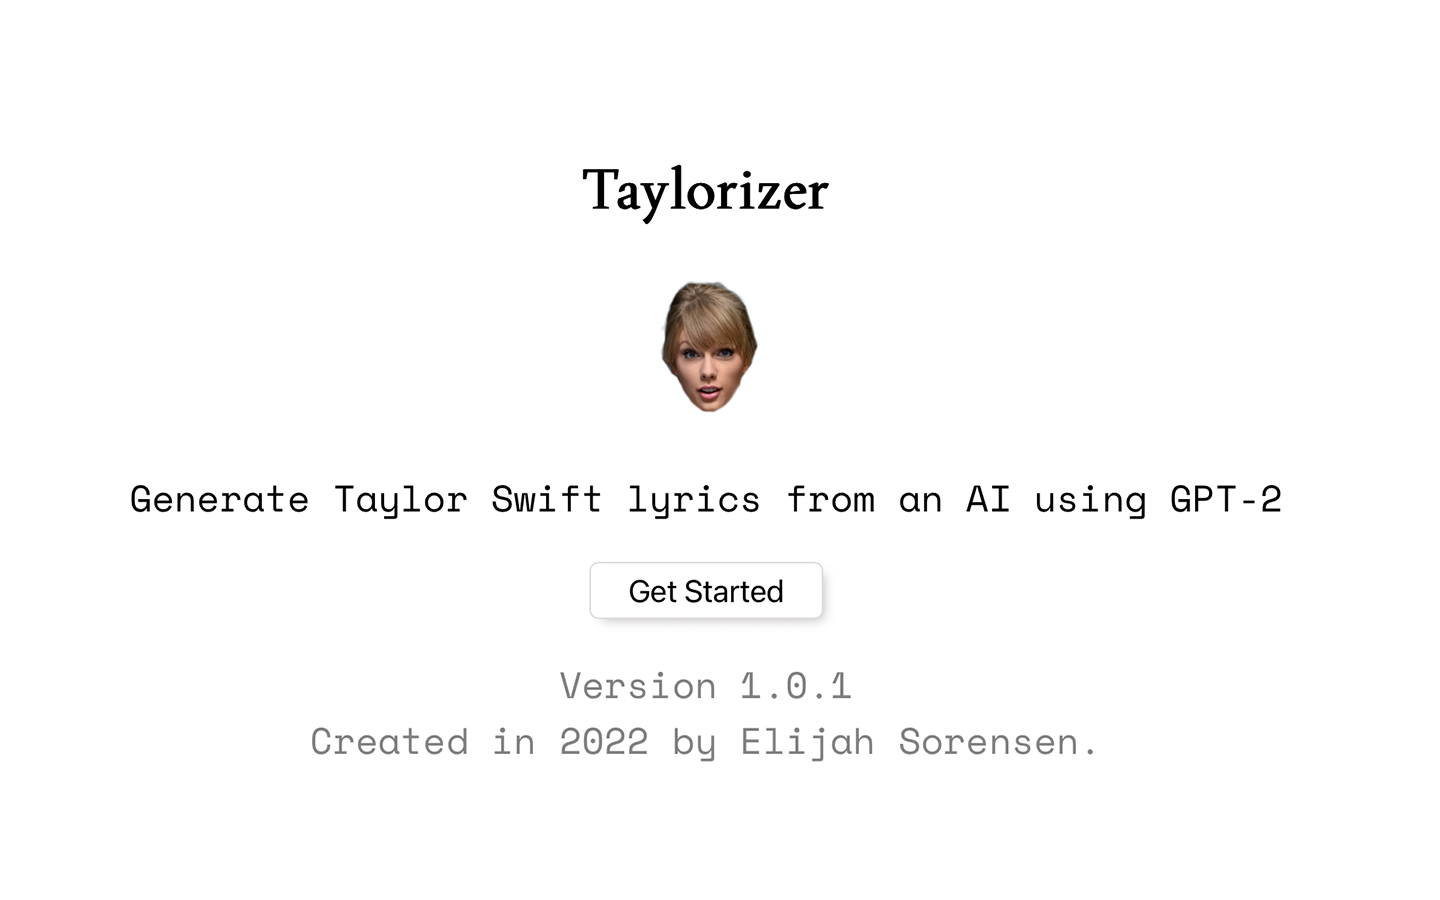 Taylorizer
Generate Taylor Swift lyrics from an AI using GPT-2
Get Started
Version 1.0.1
Created in 2022 by Elijah Sorensen.